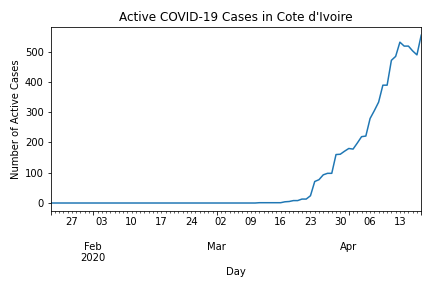 Active COVID-19 Cases in Cote d'Ivoire
Number of Active Cases
500
400
300
200
100
0
27 03 10 17 24 02 09 16 23 30 06 13
Feb Mar Apr
2020
Day